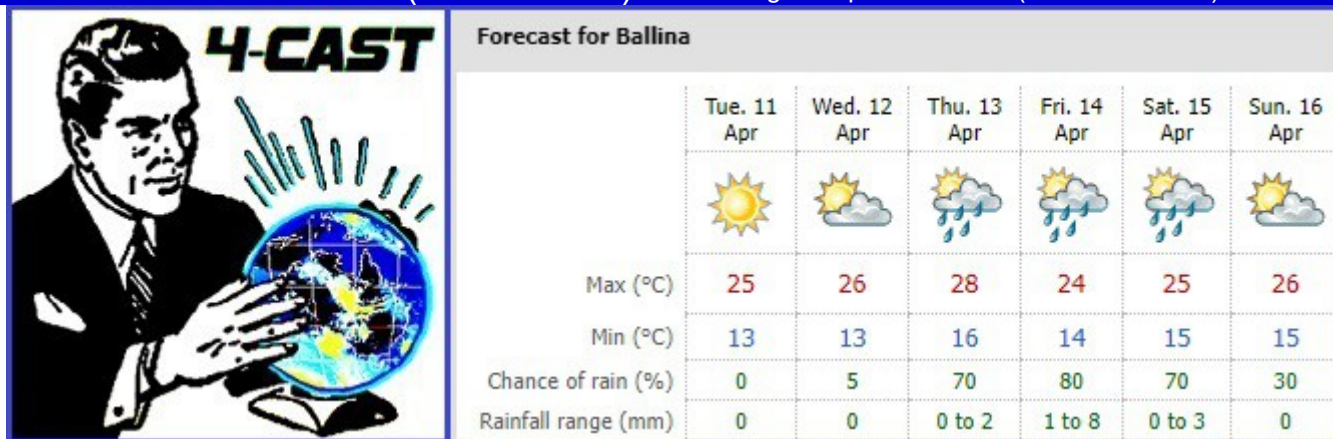 4-CAST
Forecast for Ballina
Tue. 11 Apr Wed. 12 Apr Thu. 13 Apr Fri. 14 Apr Sat. 15 Apr Sun. 16 Apr
Max (°C) 25 26 28 24 25 26
Min (°C) 13 13 16 14 15 15
Chance of rain (%) 0 5 70 80 70 30
Rainfall range (mm) 0 0 0 to 2 1 to 8 0 to 3 0